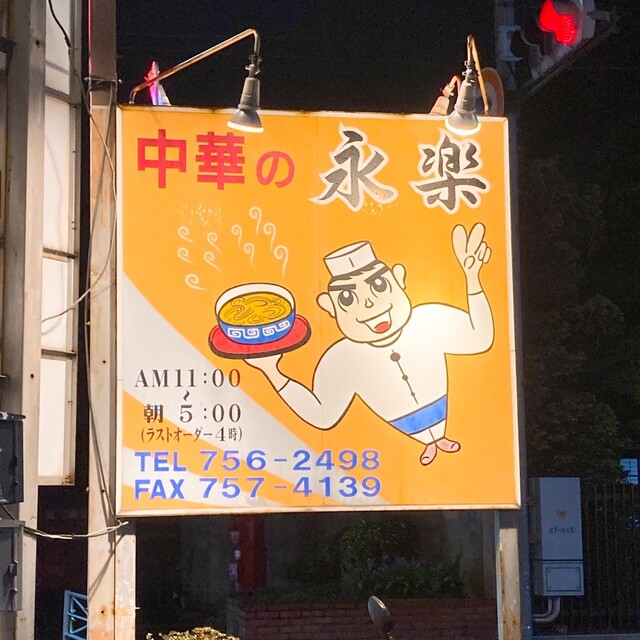 中華の 永楽
AM11:00
~
朝 5:00
(ラストオーダー4時)
TEL 756-2498
FAX 757-4139